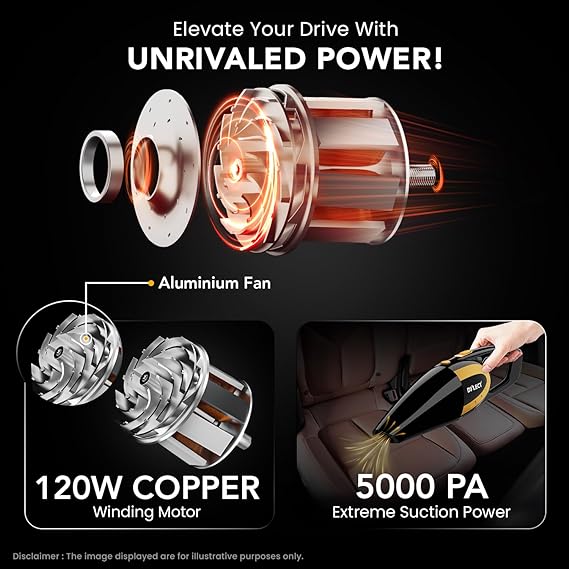 Elevate Your Drive With
UNRIVALED POWER!
Aluminium Fan
120W COPPER
Winding Motor
5000 PA
Extreme Suction Power
Disclaimer : The image displayed are for illustrative purposes only.